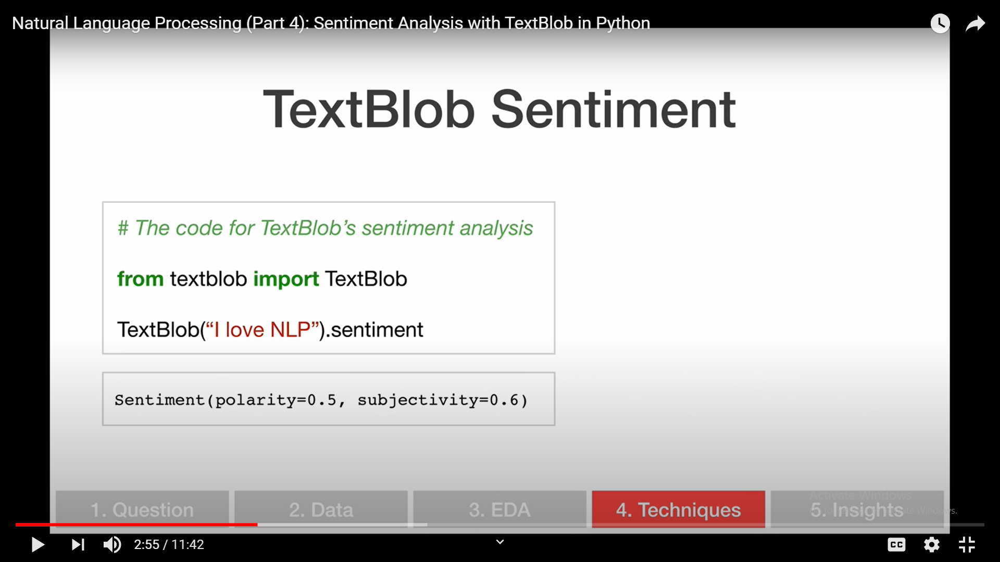 Natural Language Processing (Part 4): Sentiment Analysis with TextBlob in Python
TextBlob Sentiment
# The code for TextBlob’s sentiment analysis
from textblob import TextBlob
TextBlob(“I love NLP”).sentiment
Sentiment(polarity=0.5, subjectivity=0.6)
Activate Windows
1. Question
2. Data
3. EDA
4. Techniques
5. Insights
Windows.
2:55 / 11:42
CC